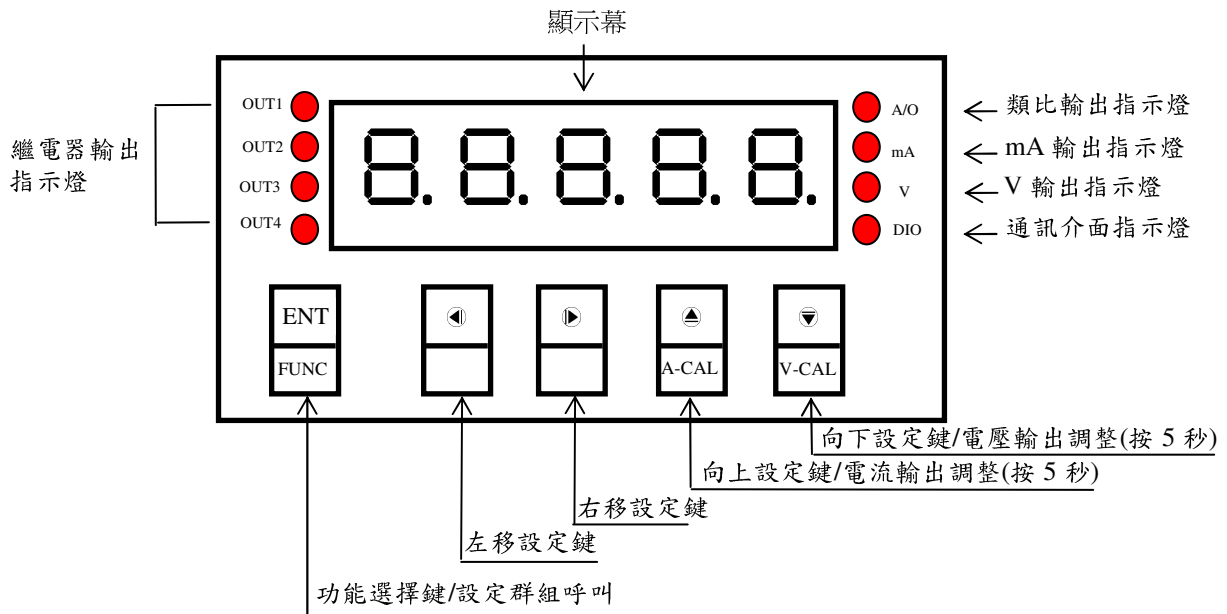 顯示幕
OUT1
OUT2
OUT3
OUT4
繼電器輸出
指示燈
8.8.8.8.8.
A/O
mA
V
DIO
類比輸出指示燈
mA 輸出指示燈
V 輸出指示燈
通訊介面指示燈
ENT
FUNC
A-CAL
V-CAL
向下設定鍵/電壓輸出調整(按 5 秒)
向上設定鍵/電流輸出調整(按 5 秒)
右移設定鍵
左移設定鍵
功能選擇鍵/設定群組呼叫